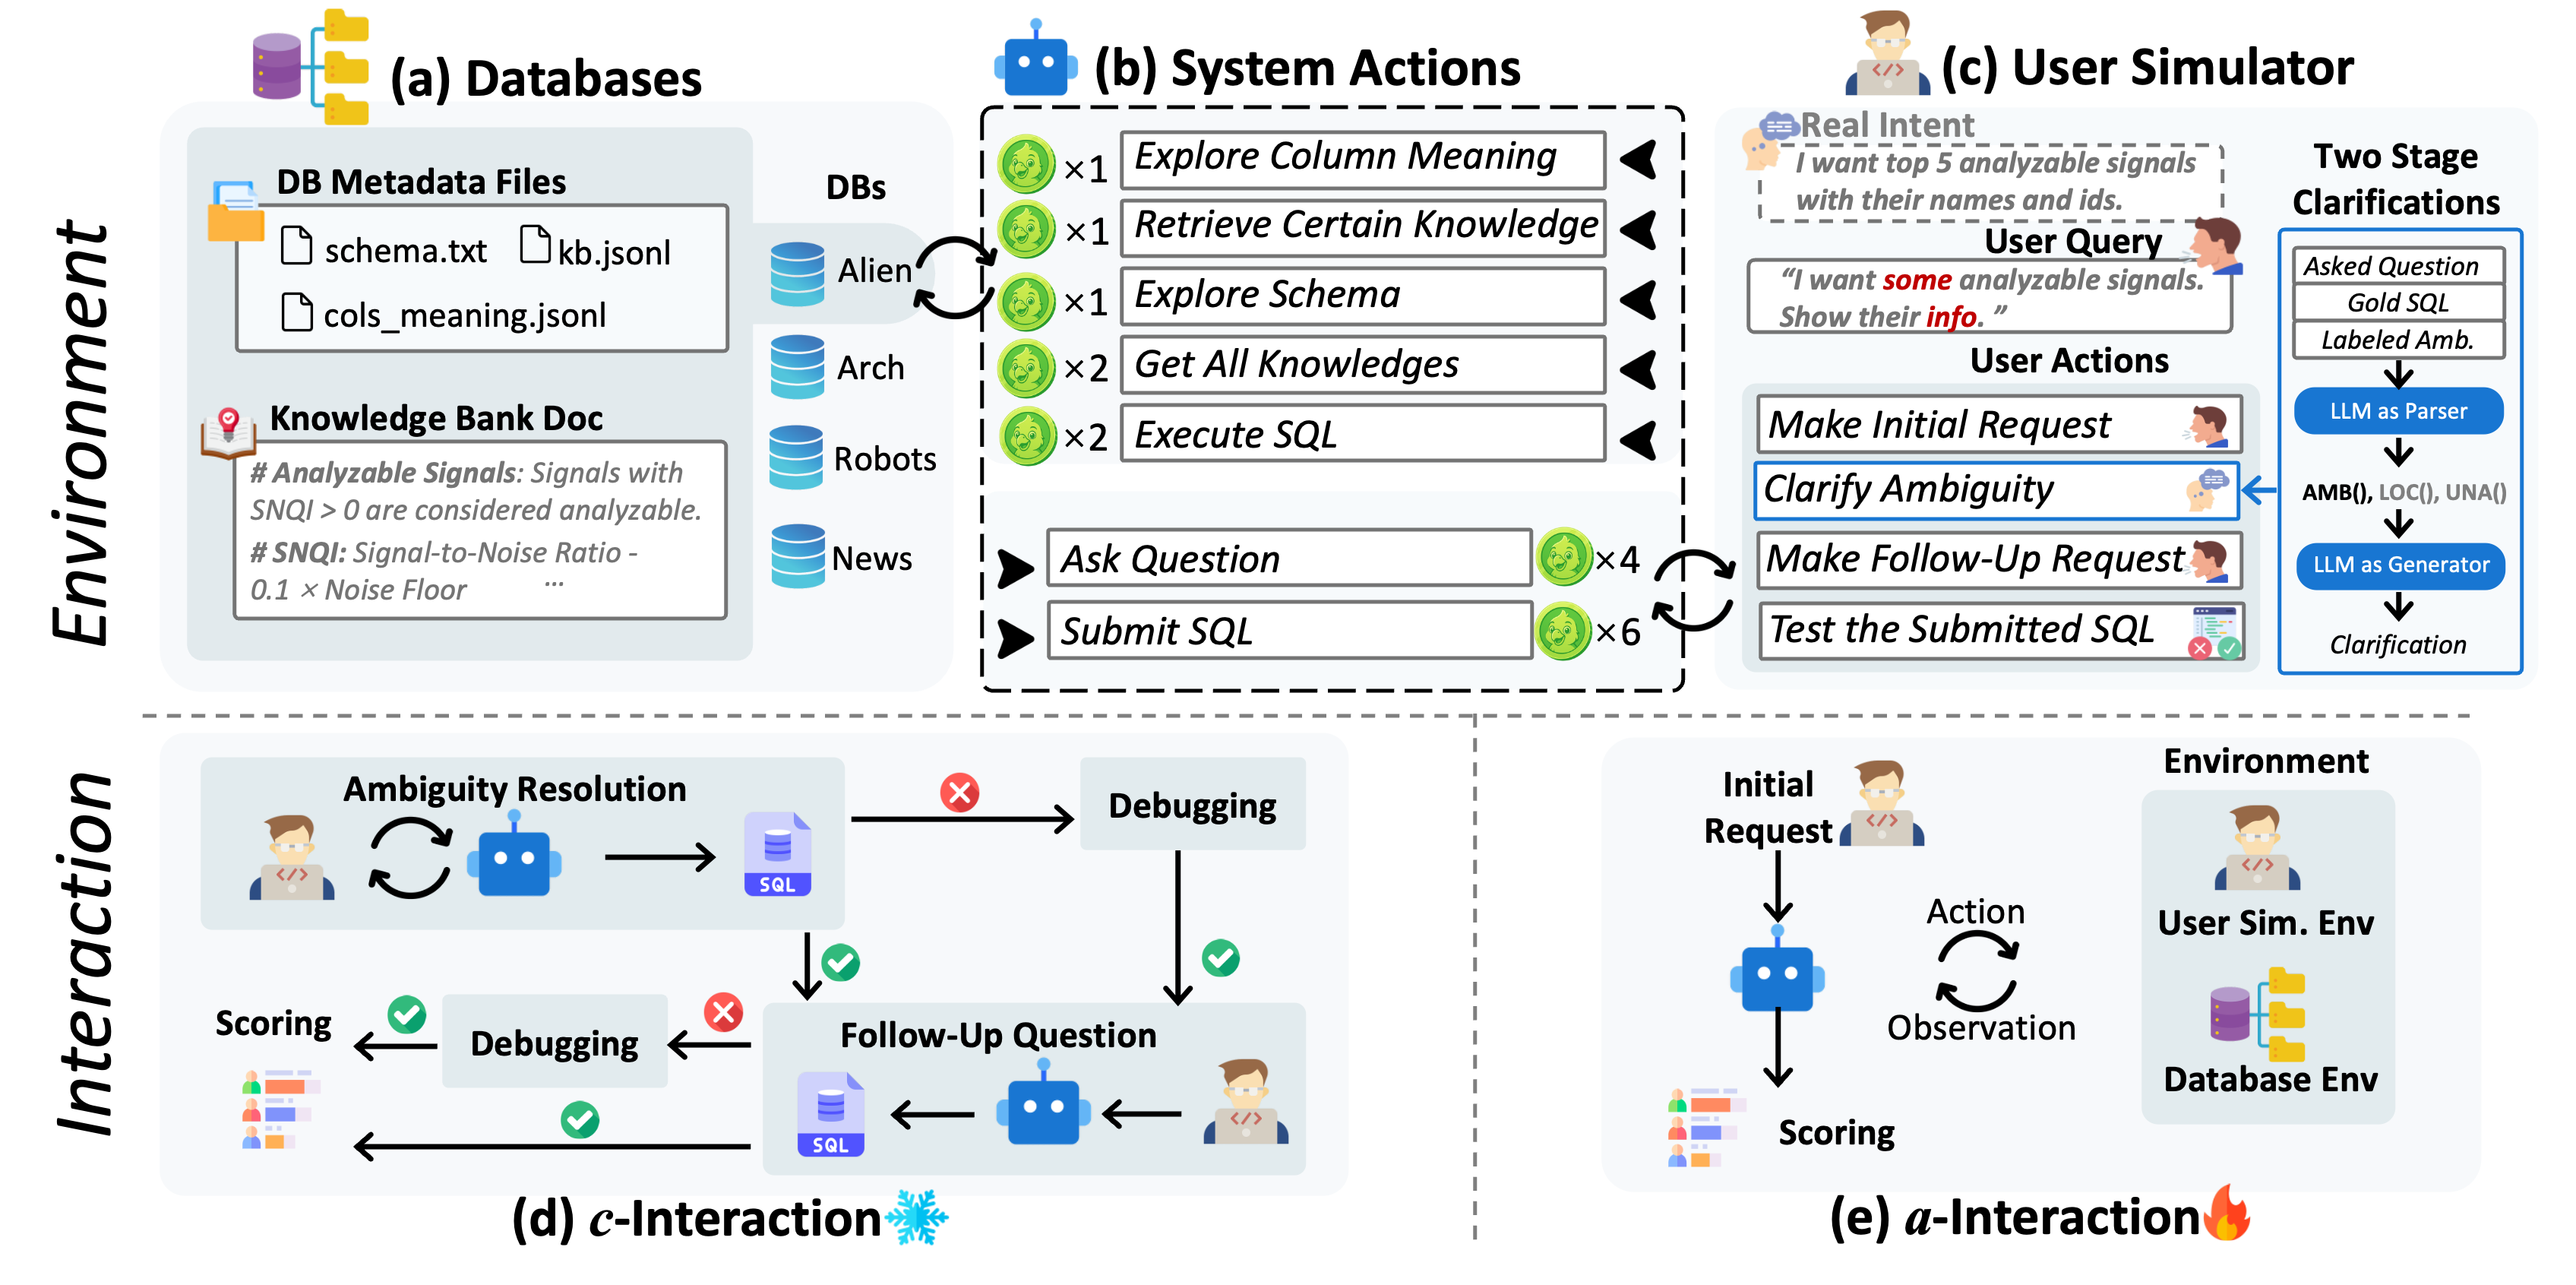 Environment
(a) Databases
DB Metadata Files
schema.txt
kb.jsonl
cols_meaning.jsonl
Knowledge Bank Doc
# Analyzable Signals: Signals with
SNQI > 0 are considered analyzable.
# SNQI: Signal-to-Noise Ratio -
0.1 × Noise Floor ...
DBs
Alien
Arch
Robots
News
(b) System Actions
×1 Explore Column Meaning
×1 Retrieve Certain Knowledge
×1 Explore Schema
×2 Get All Knowledges
×2 Execute SQL
Ask Question ×4
Submit SQL ×6
(c) User Simulator
Real Intent
I want top 5 analyzable signals
with their names and ids.
User Query
“I want some analyzable signals.
Show their info. ”
User Actions
Make Initial Request
Clarify Ambiguity
Make Follow-Up Request
Test the Submitted SQL
Two Stage
Clarifications
Asked Question
Gold SQL
Labeled Amb.
LLM as Parser
AMB(), LOC(), UNA()
LLM as Generator
Clarification
Interaction
Ambiguity Resolution
SQL
Debugging
Follow-Up Question
SQL
Debugging
Scoring
(d) c-Interaction
Initial
Request
Action
Observation
Scoring
Environment
User Sim. Env
Database Env
(e) a-Interaction